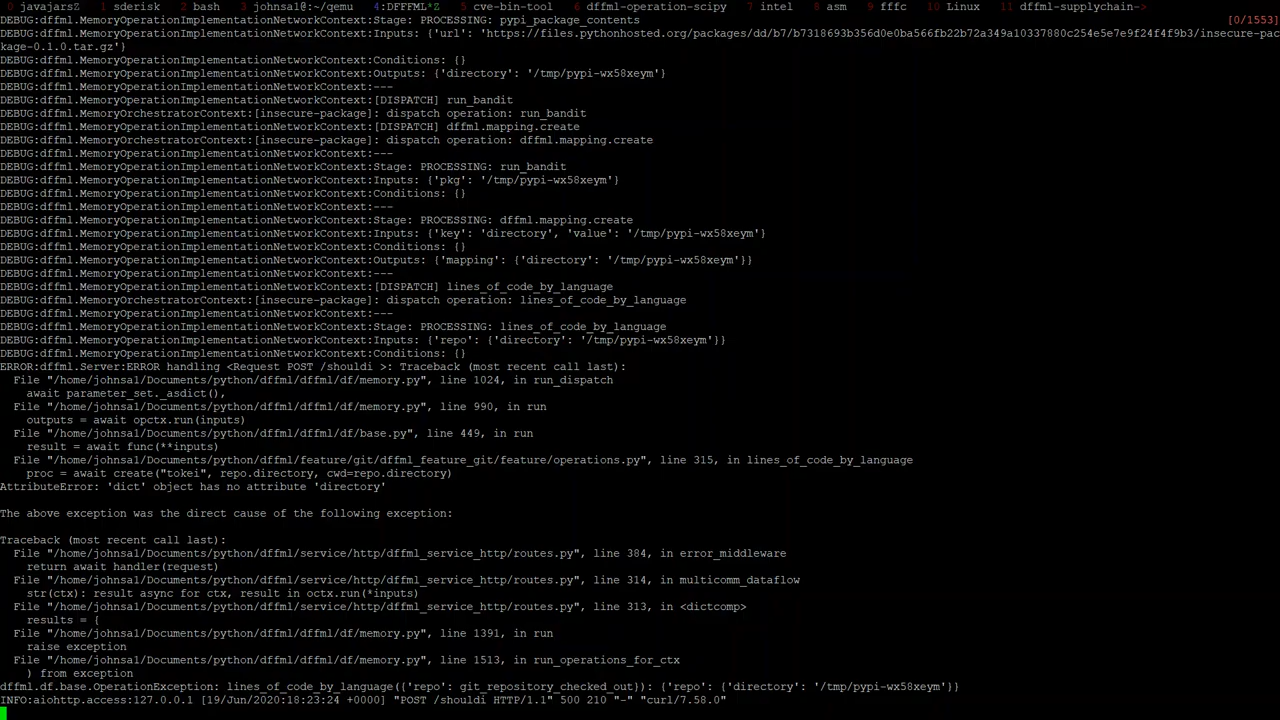 0 javajarsZ  1 sderisk  2 bash  3 johnsa1@:~/qemu  4:DFFFML*Z  5 cve-bin-tool  6 dffml-operation-scipy  7 intel  8 asm  9 fffc  10 Linux  11 dffml-supplychain->
DEBUG:dffml.MemoryOperationImplementationNetworkContext:Stage: PROCESSING: pypi_package_contents [0/1553]
DEBUG:dffml.MemoryOperationImplementationNetworkContext:Inputs: {'url': 'https://files.pythonhosted.org/packages/dd/b7/b7318693b356d0e0ba566fb22b72a349a10337880c254e5e7e9f24f4f9b3/insecure-pac
kage-0.1.0.tar.gz'}
DEBUG:dffml.MemoryOperationImplementationNetworkContext:Conditions: {}
DEBUG:dffml.MemoryOperationImplementationNetworkContext:Outputs: {'directory': '/tmp/pypi-wx58xeym'}
DEBUG:dffml.MemoryOperationImplementationNetworkContext:---
DEBUG:dffml.MemoryOperationImplementationNetworkContext:[DISPATCH] run_bandit
DEBUG:dffml.MemoryOrchestratorContext:[insecure-package]: dispatch operation: run_bandit
DEBUG:dffml.MemoryOperationImplementationNetworkContext:[DISPATCH] dffml.mapping.create
DEBUG:dffml.MemoryOrchestratorContext:[insecure-package]: dispatch operation: dffml.mapping.create
DEBUG:dffml.MemoryOperationImplementationNetworkContext:---
DEBUG:dffml.MemoryOperationImplementationNetworkContext:Stage: PROCESSING: run_bandit
DEBUG:dffml.MemoryOperationImplementationNetworkContext:Inputs: {'pkg': '/tmp/pypi-wx58xeym'}
DEBUG:dffml.MemoryOperationImplementationNetworkContext:Conditions: {}
DEBUG:dffml.MemoryOperationImplementationNetworkContext:---
DEBUG:dffml.MemoryOperationImplementationNetworkContext:Stage: PROCESSING: dffml.mapping.create
DEBUG:dffml.MemoryOperationImplementationNetworkContext:Inputs: {'key': 'directory', 'value': '/tmp/pypi-wx58xeym'}
DEBUG:dffml.MemoryOperationImplementationNetworkContext:Conditions: {}
DEBUG:dffml.MemoryOperationImplementationNetworkContext:Outputs: {'mapping': {'directory': '/tmp/pypi-wx58xeym'}}
DEBUG:dffml.MemoryOperationImplementationNetworkContext:---
DEBUG:dffml.MemoryOperationImplementationNetworkContext:[DISPATCH] lines_of_code_by_language
DEBUG:dffml.MemoryOrchestratorContext:[insecure-package]: dispatch operation: lines_of_code_by_language
DEBUG:dffml.MemoryOperationImplementationNetworkContext:---
DEBUG:dffml.MemoryOperationImplementationNetworkContext:Stage: PROCESSING: lines_of_code_by_language
DEBUG:dffml.MemoryOperationImplementationNetworkContext:Inputs: {'repo': {'directory': '/tmp/pypi-wx58xeym'}}
DEBUG:dffml.MemoryOperationImplementationNetworkContext:Conditions: {}
ERROR:dffml.Server:ERROR handling <Request POST /shouldi >: Traceback (most recent call last):
  File "/home/johnsa1/Documents/python/dffml/dffml/df/memory.py", line 1024, in run_dispatch
    await parameter_set._asdict(),
  File "/home/johnsa1/Documents/python/dffml/dffml/df/memory.py", line 990, in run
    outputs = await opctx.run(inputs)
  File "/home/johnsa1/Documents/python/dffml/dffml/df/base.py", line 449, in run
    result = await func(**inputs)
  File "/home/johnsa1/Documents/python/dffml/feature/git/dffml_feature_git/feature/operations.py", line 315, in lines_of_code_by_language
    proc = await create("tokei", repo.directory, cwd=repo.directory)
AttributeError: 'dict' object has no attribute 'directory'
The above exception was the direct cause of the following exception:
Traceback (most recent call last):
  File "/home/johnsa1/Documents/python/dffml/service/http/dffml_service_http/routes.py", line 384, in error_middleware
    return await handler(request)
  File "/home/johnsa1/Documents/python/dffml/service/http/dffml_service_http/routes.py", line 314, in multicomm_dataflow
    str(ctx): result async for ctx, result in octx.run(*inputs)
  File "/home/johnsa1/Documents/python/dffml/service/http/dffml_service_http/routes.py", line 313, in <dictcomp>
    results = {
  File "/home/johnsa1/Documents/python/dffml/dffml/df/memory.py", line 1391, in run
    raise exception
  File "/home/johnsa1/Documents/python/dffml/dffml/df/memory.py", line 1513, in run_operations_for_ctx
    ) from exception
dffml.df.base.OperationException: lines_of_code_by_language({'repo': git_repository_checked_out}): {'repo': {'directory': '/tmp/pypi-wx58xeym'}}
INFO:aiohttp.access:127.0.0.1 [19/Jun/2020:18:23:24 +0000] "POST /shouldi HTTP/1.1" 500 210 "-" "curl/7.58.0"